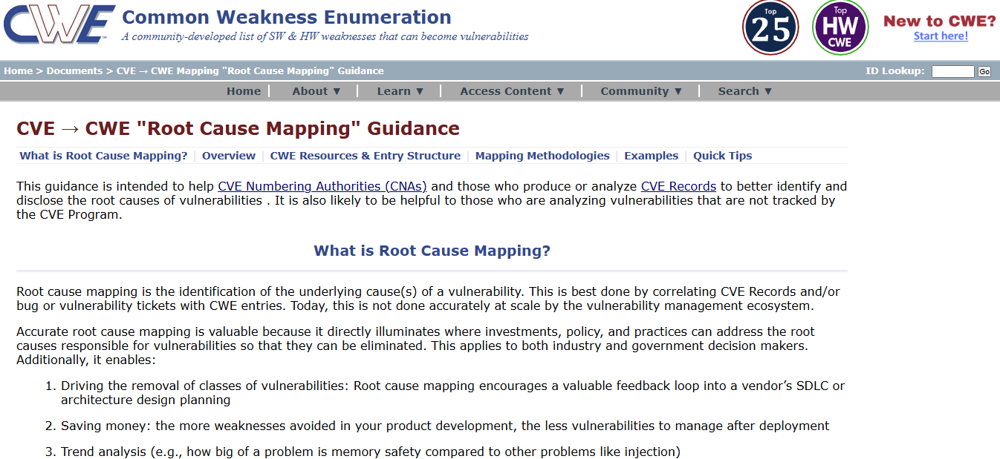 CWE Common Weakness Enumeration
A community-developed list of SW & HW weaknesses that can become vulnerabilities
Top 25
Top HW CWE
New to CWE?
Start here!
Home > Documents > CVE → CWE Mapping "Root Cause Mapping" Guidance
ID Lookup: Go
Home About ▼ Learn ▼ Access Content ▼ Community ▼ Search ▼
CVE → CWE "Root Cause Mapping" Guidance
What is Root Cause Mapping? | Overview | CWE Resources & Entry Structure | Mapping Methodologies | Examples | Quick Tips
This guidance is intended to help CVE Numbering Authorities (CNAs) and those who produce or analyze CVE Records to better identify and
disclose the root causes of vulnerabilities . It is also likely to be helpful to those who are analyzing vulnerabilities that are not tracked by
the CVE Program.
What is Root Cause Mapping?
Root cause mapping is the identification of the underlying cause(s) of a vulnerability. This is best done by correlating CVE Records and/or
bug or vulnerability tickets with CWE entries. Today, this is not done accurately at scale by the vulnerability management ecosystem.
Accurate root cause mapping is valuable because it directly illuminates where investments, policy, and practices can address the root
causes responsible for vulnerabilities so that they can be eliminated. This applies to both industry and government decision makers.
Additionally, it enables:
1. Driving the removal of classes of vulnerabilities: Root cause mapping encourages a valuable feedback loop into a vendor’s SDLC or
architecture design planning
2. Saving money: the more weaknesses avoided in your product development, the less vulnerabilities to manage after deployment
3. Trend analysis (e.g., how big of a problem is memory safety compared to other problems like injection)